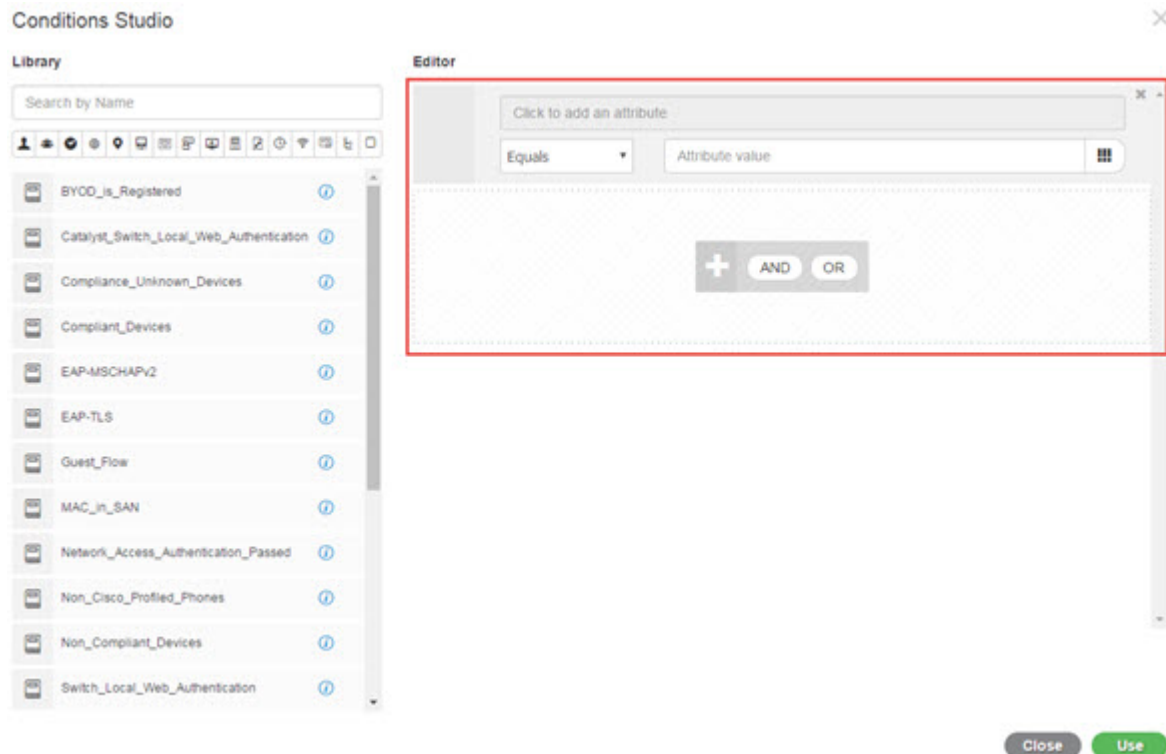 Conditions Studio
Library
Search by Name
BYOD_is_Registered
Catalyst_Switch_Local_Web_Authentication
Compliance_Unknown_Devices
Compliant_Devices
EAP-MSCHAPv2
EAP-TLS
Guest_Flow
MAC_in_SAN
Network_Access_Authentication_Passed
Non_Cisco_Profiled_Phones
Non_Compliant_Devices
Switch_Local_Web_Authentication
Editor
Click to add an attribute
Equals
Attribute value
AND OR
Close Use